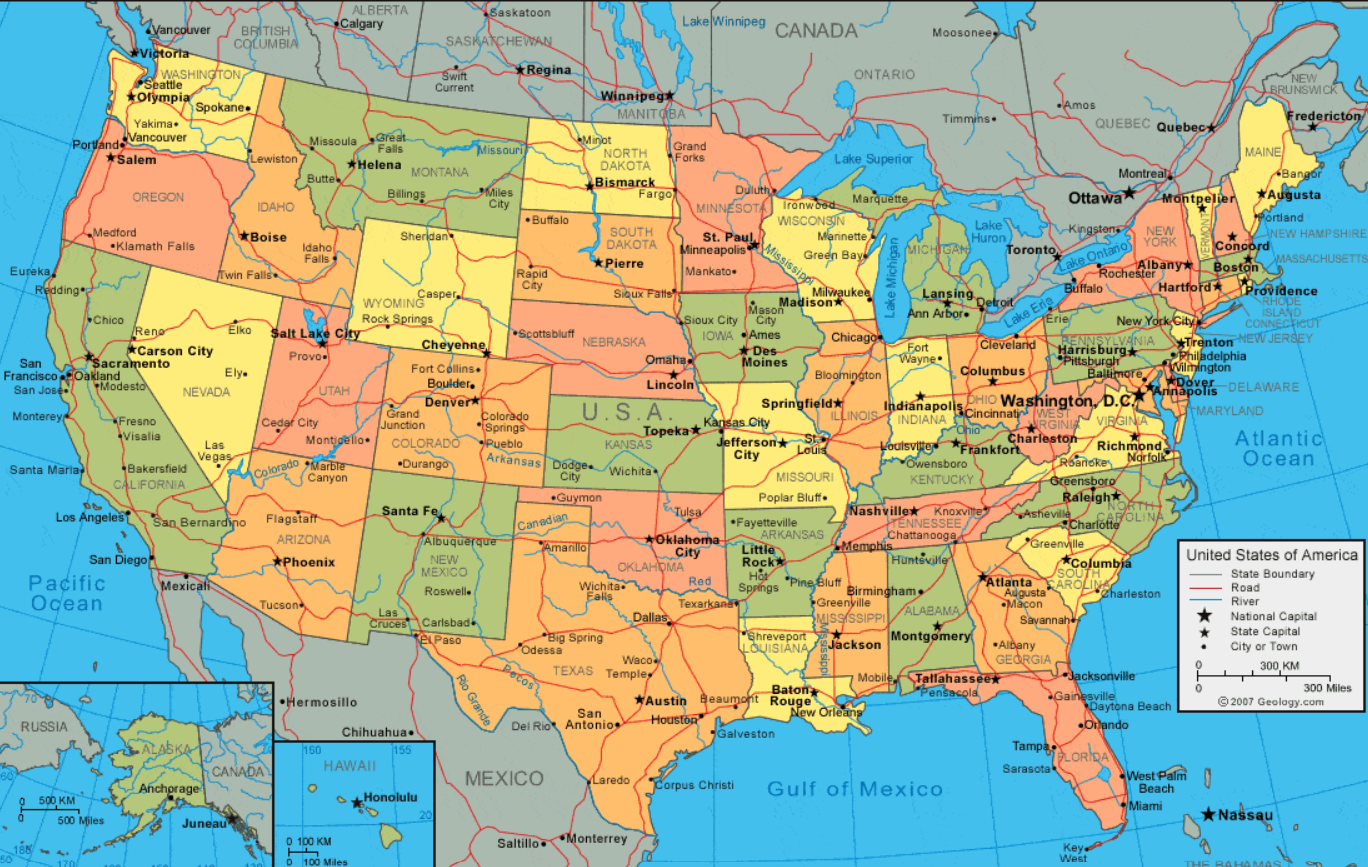 Vancouver
BRITISH
COLUMBIA
ALBERTA
Calgary
Saskatoon
SASKATCHEWAN
Swift
Current
Regina
Lake Winnipeg
Winnipeg
MANITOBA
CANADA
ONTARIO
Moosonee
Timmins
Amos
QUEBEC
Quebec
NEW
BRUNSWICK
Fredericton
Montreal
Ottawa
Kingston
Toronto
Victoria
WASHINGTON
Seattle
Olympia
Spokane
Yakima
Vancouver
Portland
Salem
OREGON
Medford
Klamath Falls
Lewiston
IDAHO
Boise
Idaho
Falls
Twin Falls
Missoula
Great
Falls
Helena
MONTANA
Missouri
Butte
Billings
Miles
City
Minot
NORTH
DAKOTA
Bismarck
Fargo
Grand
Forks
Buffalo
SOUTH
DAKOTA
Pierre
Rapid
City
Sioux Falls
Duluth
MINNESOTA
St. Paul
Minneapolis
Mankato
Mississippi
Lake Superior
Ironwood
Marquette
WISCONSIN
Marinette
Green Bay
Milwaukee
Madison
Lake Michigan
MICHIGAN
Lake
Huron
Lansing
Detroit
Ann Arbor
Lake Erie
Lake Ontario
Sheridan
WYOMING
Casper
Rock Springs
Cheyenne
Scottsbluff
NEBRASKA
Omaha
Lincoln
Sioux City
Mason
City
IOWA
Ames
Des
Moines
Chicago
Bloomington
Springfield
ILLINOIS
Fort
Wayne
Indianapolis
INDIANA
Cleveland
Columbus
OHIO
Cincinnati
Ohio
Eureka
Redding
Chico
Reno
Carson City
Elko
Ely
NEVADA
Las
Vegas
Sacramento
San
Francisco
Oakland
Modesto
San Jose
Monterey
Fresno
Visalia
Bakersfield
CALIFORNIA
Santa Maria
Los Angeles
San Bernardino
San Diego
Mexicali
Salt Lake City
Provo
UTAH
Cedar City
Monticello
Colorado
Marble
Canyon
Fort Collins
Boulder
Denver
Grand
Junction
Colorado
Springs
Pueblo
COLORADO
Durango
Arkansas
U.S.A.
Topeka
KANSAS
Dodge
City
Wichita
Kansas City
Jefferson
City
St.
Louis
MISSOURI
Poplar Bluff
Louisville
Frankfort
Owensboro
KENTUCKY
WEST
VIRGINIA
Charleston
VIRGINIA
Richmond
Norfolk
Roanoke
Washington, D.C.
MAINE
Bangor
Augusta
Portland
Montpelier
VERMONT
NEW HAMPSHIRE
Concord
MASSACHUSETTS
Boston
Providence
RHODE
ISLAND
CONNECTICUT
Hartford
NEW
YORK
Albany
Rochester
Buffalo
Erie
New York City
NEW JERSEY
Trenton
PENNSYLVANIA
Harrisburg
Pittsburgh
Philadelphia
Wilmington
Baltimore
Dover
Annapolis
DELAWARE
MARYLAND
Atlantic
Ocean
Pacific
Ocean
Flagstaff
ARIZONA
Phoenix
Tucson
Santa Fe
Albuquerque
NEW
MEXICO
Roswell
Las
Cruces
Carlsbad
El Paso
Guymon
Canadian
Amarillo
Tulsa
Oklahoma
City
OKLAHOMA
Red
Wichita
Falls
Dallas
Big Spring
Odessa
TEXAS
Pecos
Waco
Temple
Austin
Rio Grande
Del Rio
San
Antonio
Houston
Beaumont
Galveston
Laredo
Corpus Christi
Texarkana
Fayetteville
ARKANSAS
Little
Rock
Hot
Springs
Pine Bluff
Shreveport
LOUISIANA
Baton
Rouge
New Orleans
Nashville
TENNESSEE
Knoxville
Chattanooga
Memphis
Greenville
MISSISSIPPI
Mississippi
Jackson
Huntsville
Birmingham
ALABAMA
Montgomery
Mobile
Greensboro
Raleigh
NORTH
CAROLINA
Asheville
Charlotte
Greenville
Columbia
SOUTH
CAROLINA
Charleston
Atlanta
Augusta
Macon
Savannah
Albany
GEORGIA
Tallahassee
Pensacola
Jacksonville
Gainesville
Daytona Beach
Orlando
Tampa
FLORIDA
Sarasota
West Palm
Beach
Miami
Key
West
Nassau
THE BAHAMAS
Gulf of Mexico
MEXICO
Hermosillo
Chihuahua
Saltillo
Monterrey
70
RUSSIA
ALASKA
CANADA
Anchorage
Juneau
60
0 500 KM
0 500 Miles
160 155
HAWAII
Honolulu
20
0 100 KM
0 100 Miles
United States of America
State Boundary
Road
River
National Capital
State Capital
City or Town
0 300 KM
0 300 Miles
©2007 Geology.com